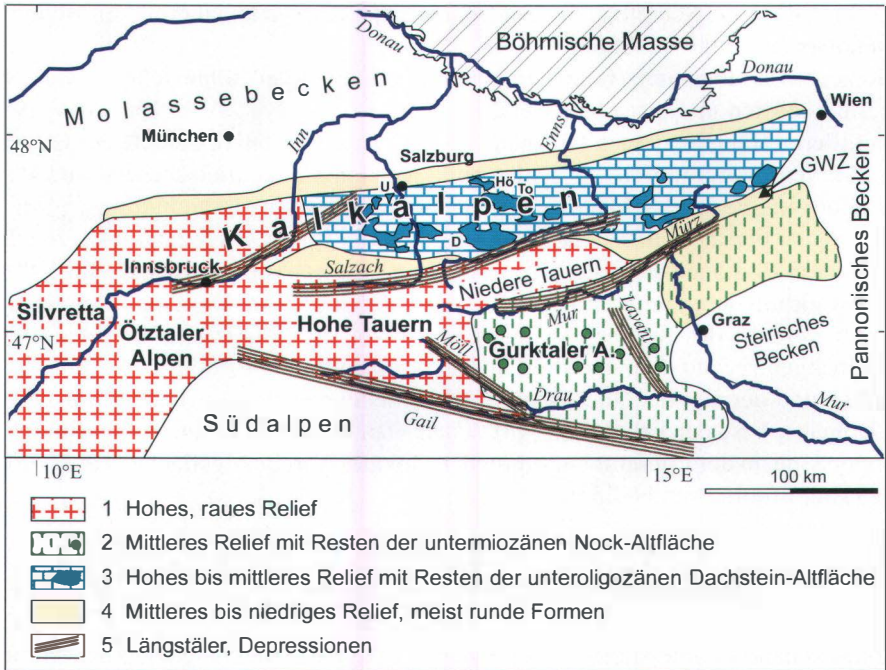 Böhmische Masse
Donau
Donau
Wien
Molassebecken
Inn
Enns
München
48°N
Salzburg
GWZ
U
Hö
To
Kalkalpen
D
Mürz
Innsbruck
Salzach
Niedere Tauern
Pannonisches Becken
Silvretta
Ötztaler
Alpen
Hohe Tauern
Mur
Lavant
Graz
Steirisches
Becken
47°N
Möll
Gurktaler A.
Drau
Mur
Südalpen
Gail
10°E
15°E
100 km
1 Hohes, raues Relief
2 Mittleres Relief mit Resten der untermiozänen Nock-Altfläche
3 Hohes bis mittleres Relief mit Resten der unteroligozänen Dachstein-Altfläche
4 Mittleres bis niedriges Relief, meist runde Formen
5 Längstäler, Depressionen